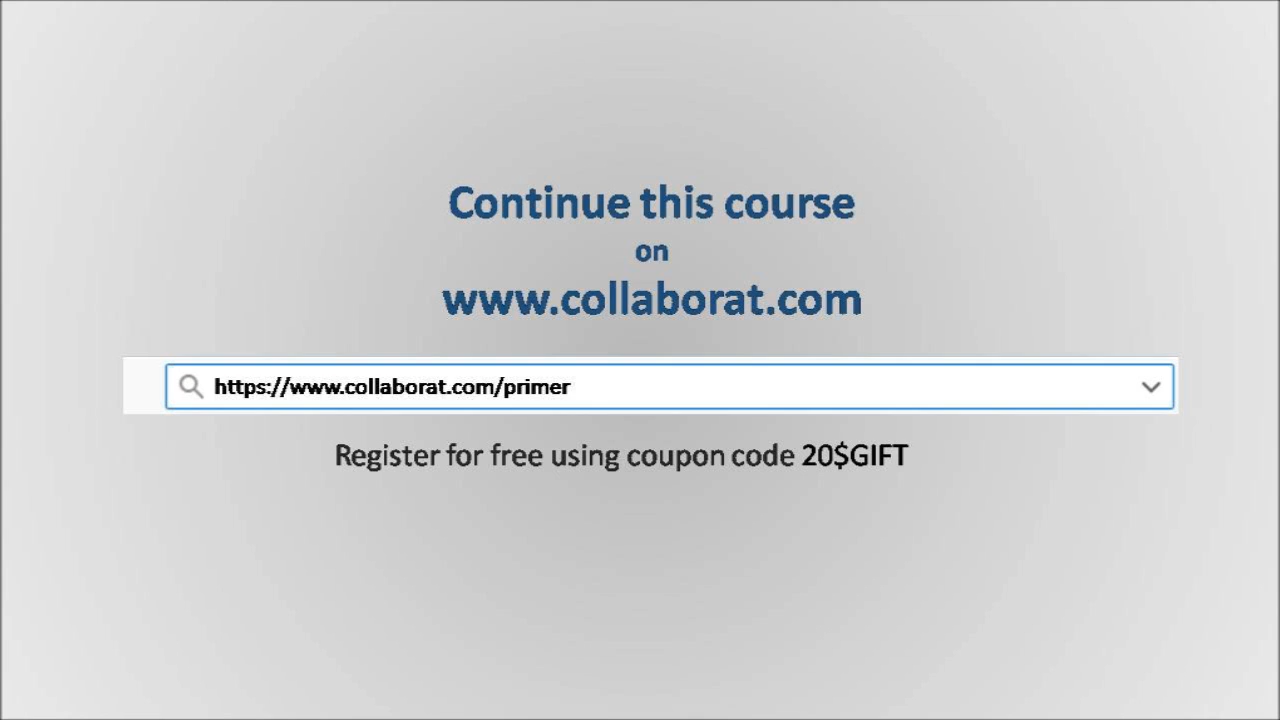 Continue this course
on
www.collaborat.com
https://www.collaborat.com/primer
Register for free using coupon code 20$GIFT